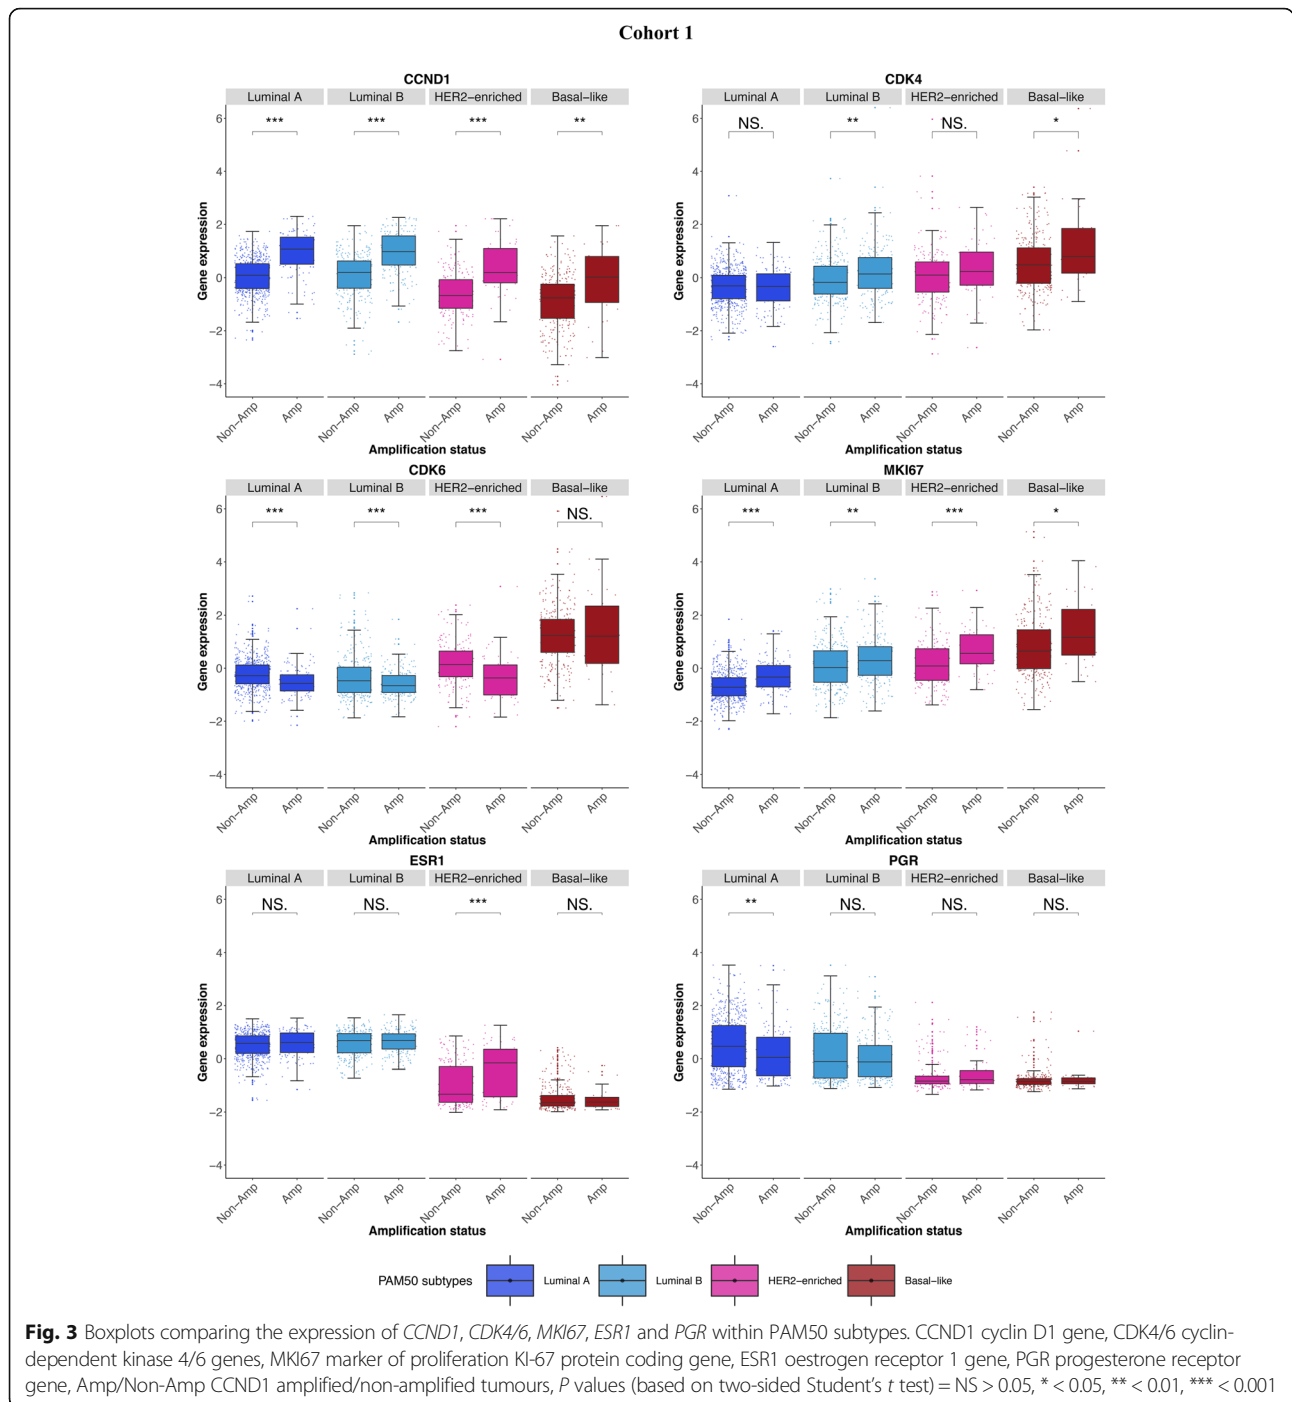 Cohort 1
CCND1
Luminal A Luminal B HER2-enriched Basal-like
*** *** *** **
6
4
2
0
-2
-4
Gene expression
Non-Amp Amp Non-Amp Amp Non-Amp Amp Non-Amp Amp
Amplification status
CDK4
Luminal A Luminal B HER2-enriched Basal-like
NS. ** NS. *
6
4
2
0
-2
-4
Gene expression
Non-Amp Amp Non-Amp Amp Non-Amp Amp Non-Amp Amp
Amplification status
CDK6
Luminal A Luminal B HER2-enriched Basal-like
*** *** *** NS.
6
4
2
0
-2
-4
Gene expression
Non-Amp Amp Non-Amp Amp Non-Amp Amp Non-Amp Amp
Amplification status
MKI67
Luminal A Luminal B HER2-enriched Basal-like
*** ** *** *
6
4
2
0
-2
-4
Gene expression
Non-Amp Amp Non-Amp Amp Non-Amp Amp Non-Amp Amp
Amplification status
ESR1
Luminal A Luminal B HER2-enriched Basal-like
NS. NS. *** NS.
6
4
2
0
-2
-4
Gene expression
Non-Amp Amp Non-Amp Amp Non-Amp Amp Non-Amp Amp
Amplification status
PGR
Luminal A Luminal B HER2-enriched Basal-like
** NS. NS. NS.
6
4
2
0
-2
-4
Gene expression
Non-Amp Amp Non-Amp Amp Non-Amp Amp Non-Amp Amp
Amplification status
PAM50 subtypes Luminal A Luminal B HER2-enriched Basal-like
Fig. 3 Boxplots comparing the expression of CCND1, CDK4/6, MKI67, ESR1 and PGR within PAM50 subtypes. CCND1 cyclin D1 gene, CDK4/6 cyclin-
dependent kinase 4/6 genes, MKI67 marker of proliferation KI-67 protein coding gene, ESR1 oestrogen receptor 1 gene, PGR progesterone receptor
gene, Amp/Non-Amp CCND1 amplified/non-amplified tumours, P values (based on two-sided Student's t test) = NS > 0.05, * < 0.05, ** < 0.01, *** < 0.001